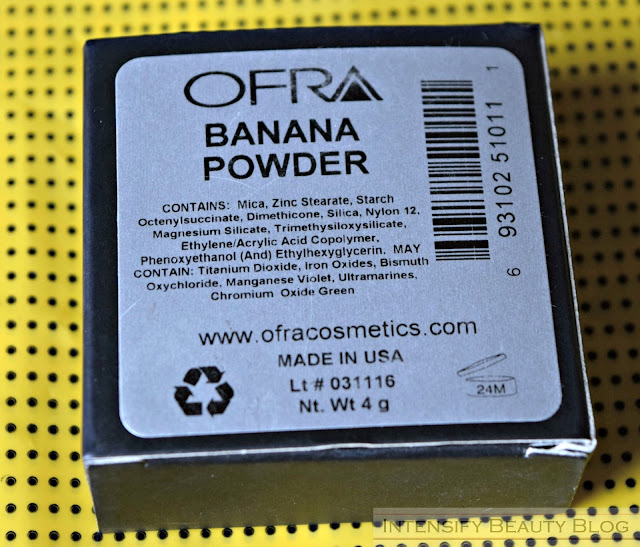 OFRA
BANANA
POWDER
CONTAINS: Mica, Zinc Stearate, Starch
Octenylsuccinate, Dimethicone, Silica, Nylon 12,
Magnesium Silicate, Trimethysiloxysilicate,
Ethylene/Acrylic Acid Copolymer,
Phenoxyethanol (And) Ethylhexyglycerin, MAY
CONTAIN: Titanium Dioxide, Iron Oxides, Bismuth
Oxychloride, Manganese Violet, Ultramarines,
Chromium Oxide Green
6 93102 51011 1
www.ofracosmetics.com
MADE IN USA
Lt # 031116
Nt. Wt 4 g
24M
INTENSIFY BEAUTY BLOG